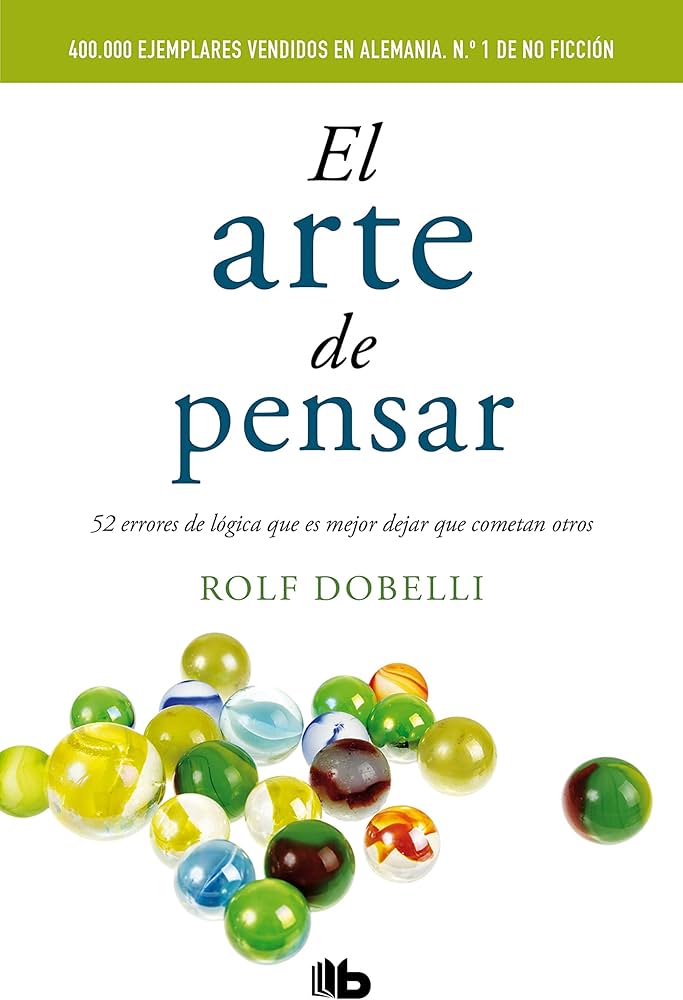 400.000 EJEMPLARES VENDIDOS EN ALEMANIA. N.º 1 DE NO FICCIÓN
El
arte
de
pensar
52 errores de lógica que es mejor dejar que cometan otros
ROLF DOBELLI
b